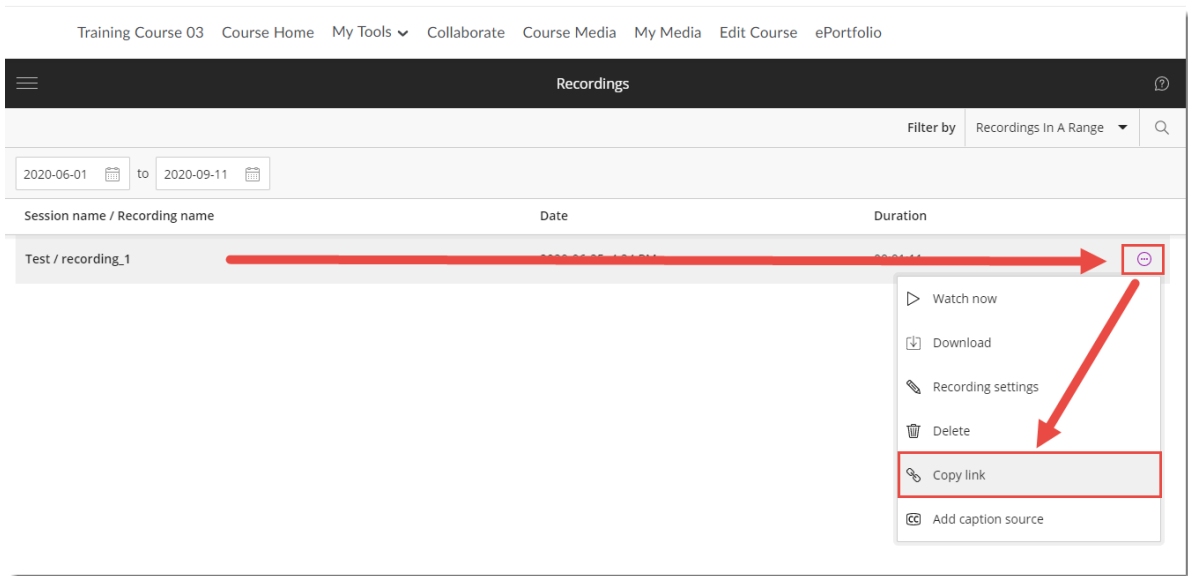 Training Course 03 Course Home My Tools Collaborate Course Media My Media Edit Course ePortfolio
Recordings
Filter by Recordings In A Range
2020-06-01 to 2020-09-11
Session name / Recording name Date Duration
Test / recording_1
Watch now
Download
Recording settings
Delete
Copy link
CC Add caption source